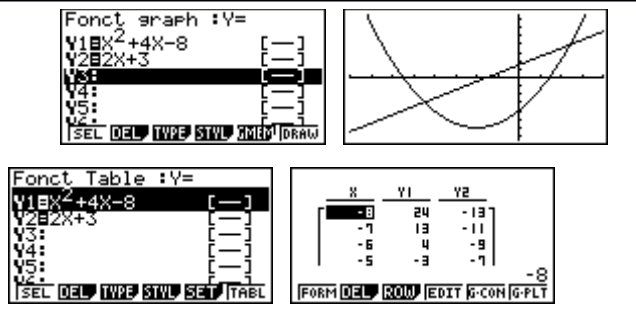 Fonct graph :Y=
Y1=X²+4X-8 [—]
Y2=2X+3 [—]
Y3: [—]
Y4: [—]
Y5: [—]
SEL DEL TYPE STYL GMEM DRAW
Fonct Table :Y=
Y1=X²+4X-8 [—]
Y2=2X+3 [—]
Y3: [—]
Y4: [—]
Y5: [—]
SEL DEL TYPE STYL SET TABL
X Y1 Y2
-8 24 -13
-7 13 -11
-6 4 -9
-5 -3 -7
-8
FORM DEL ROW EDIT G-CON G-PLT